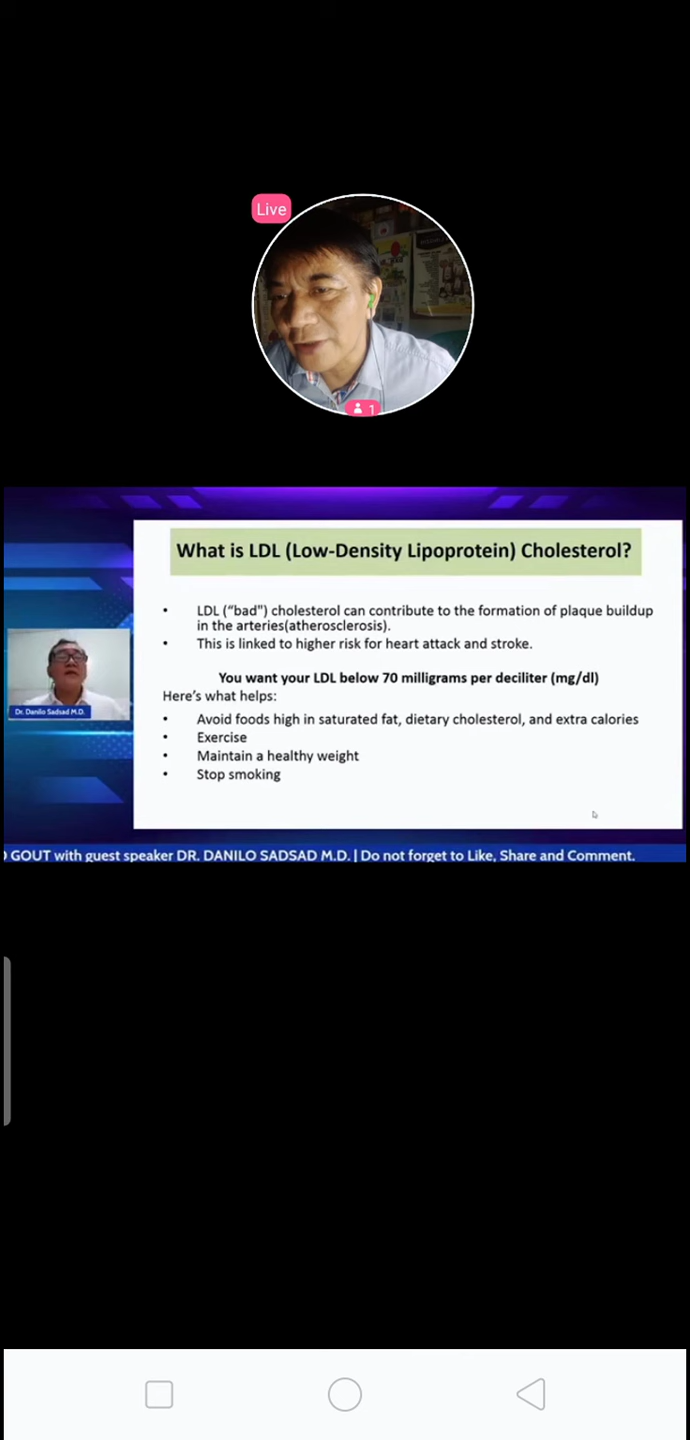 Live
1
What is LDL (Low-Density Lipoprotein) Cholesterol?
• LDL (“bad") cholesterol can contribute to the formation of plaque buildup
in the arteries(atherosclerosis).
• This is linked to higher risk for heart attack and stroke.
You want your LDL below 70 milligrams per deciliter (mg/dl)
Here’s what helps:
• Avoid foods high in saturated fat, dietary cholesterol, and extra calories
• Exercise
• Maintain a healthy weight
• Stop smoking
Dr. Danilo Sadsad M.D.
GOUT with guest speaker DR. DANILO SADSAD M.D. | Do not forget to Like, Share and Comment.